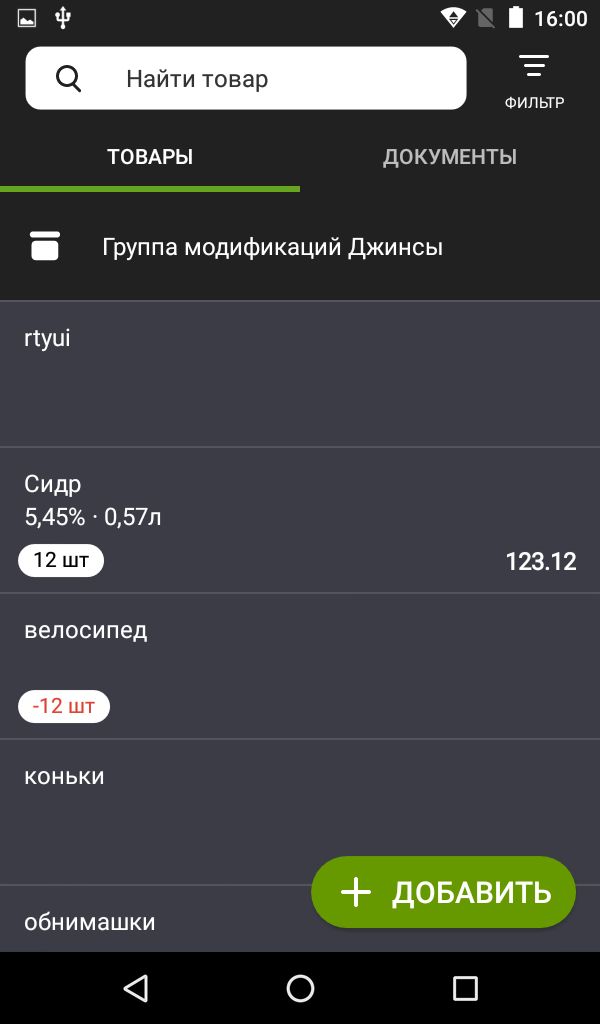 16:00
Найти товар
ФИЛЬТР
ТОВАРЫ
ДОКУМЕНТЫ
Группа модификаций Джинсы
rtyui
Сидр
5,45% · 0,57л
12 шт
123.12
велосипед
-12 шт
коньки
ДОБАВИТЬ
обнимашки